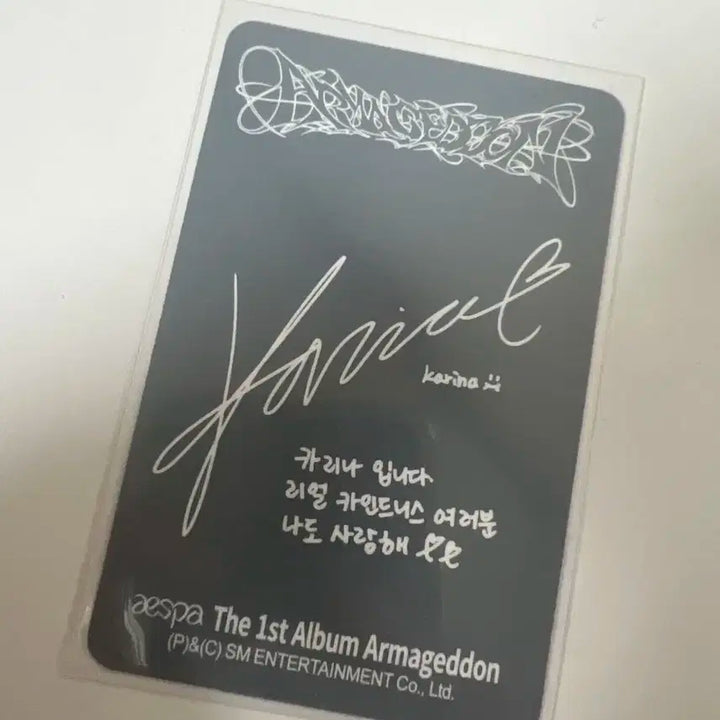 ARMAGEDDON
Karina
karina
카리나 입니다.
리얼 카인드니스 여러분
나도 사랑해
aespa The 1st Album Armageddon
(P)&(C) SM ENTERTAINMENT Co., Ltd.